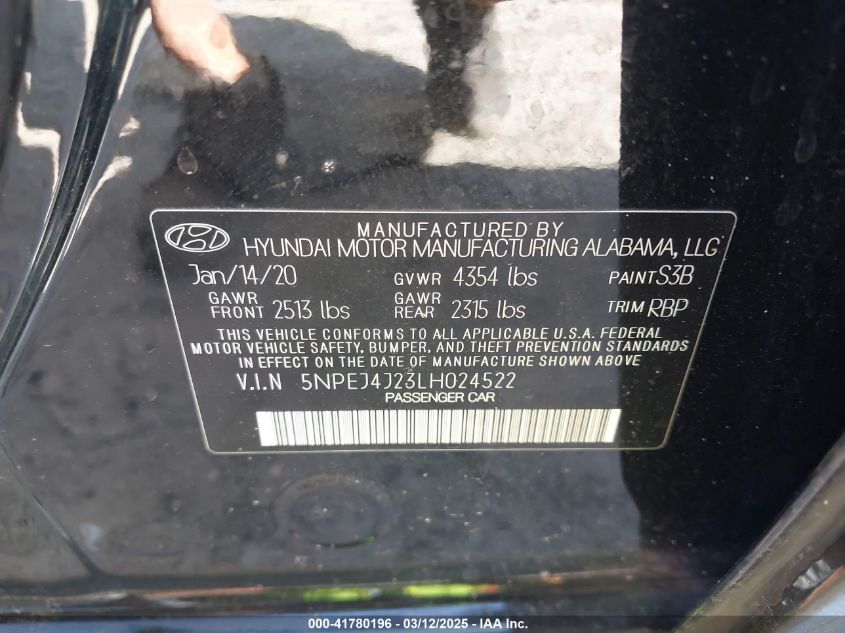 MANUFACTURED BY
HYUNDAI MOTOR MANUFACTURING ALABAMA, LLC
Jan/14/20 GVWR 4354 lbs PAINT S3B
GAWR FRONT 2513 lbs GAWR REAR 2315 lbs TRIM RBP
THIS VEHICLE CONFORMS TO ALL APPLICABLE U.S.A. FEDERAL
MOTOR VEHICLE SAFETY, BUMPER, AND THEFT PREVENTION STANDARDS
IN EFFECT ON THE DATE OF MANUFACTURE SHOWN
V.I.N 5NPEJ4J23LH024522
PASSENGER CAR
000-41780196 - 03/12/2025 - IAA Inc.